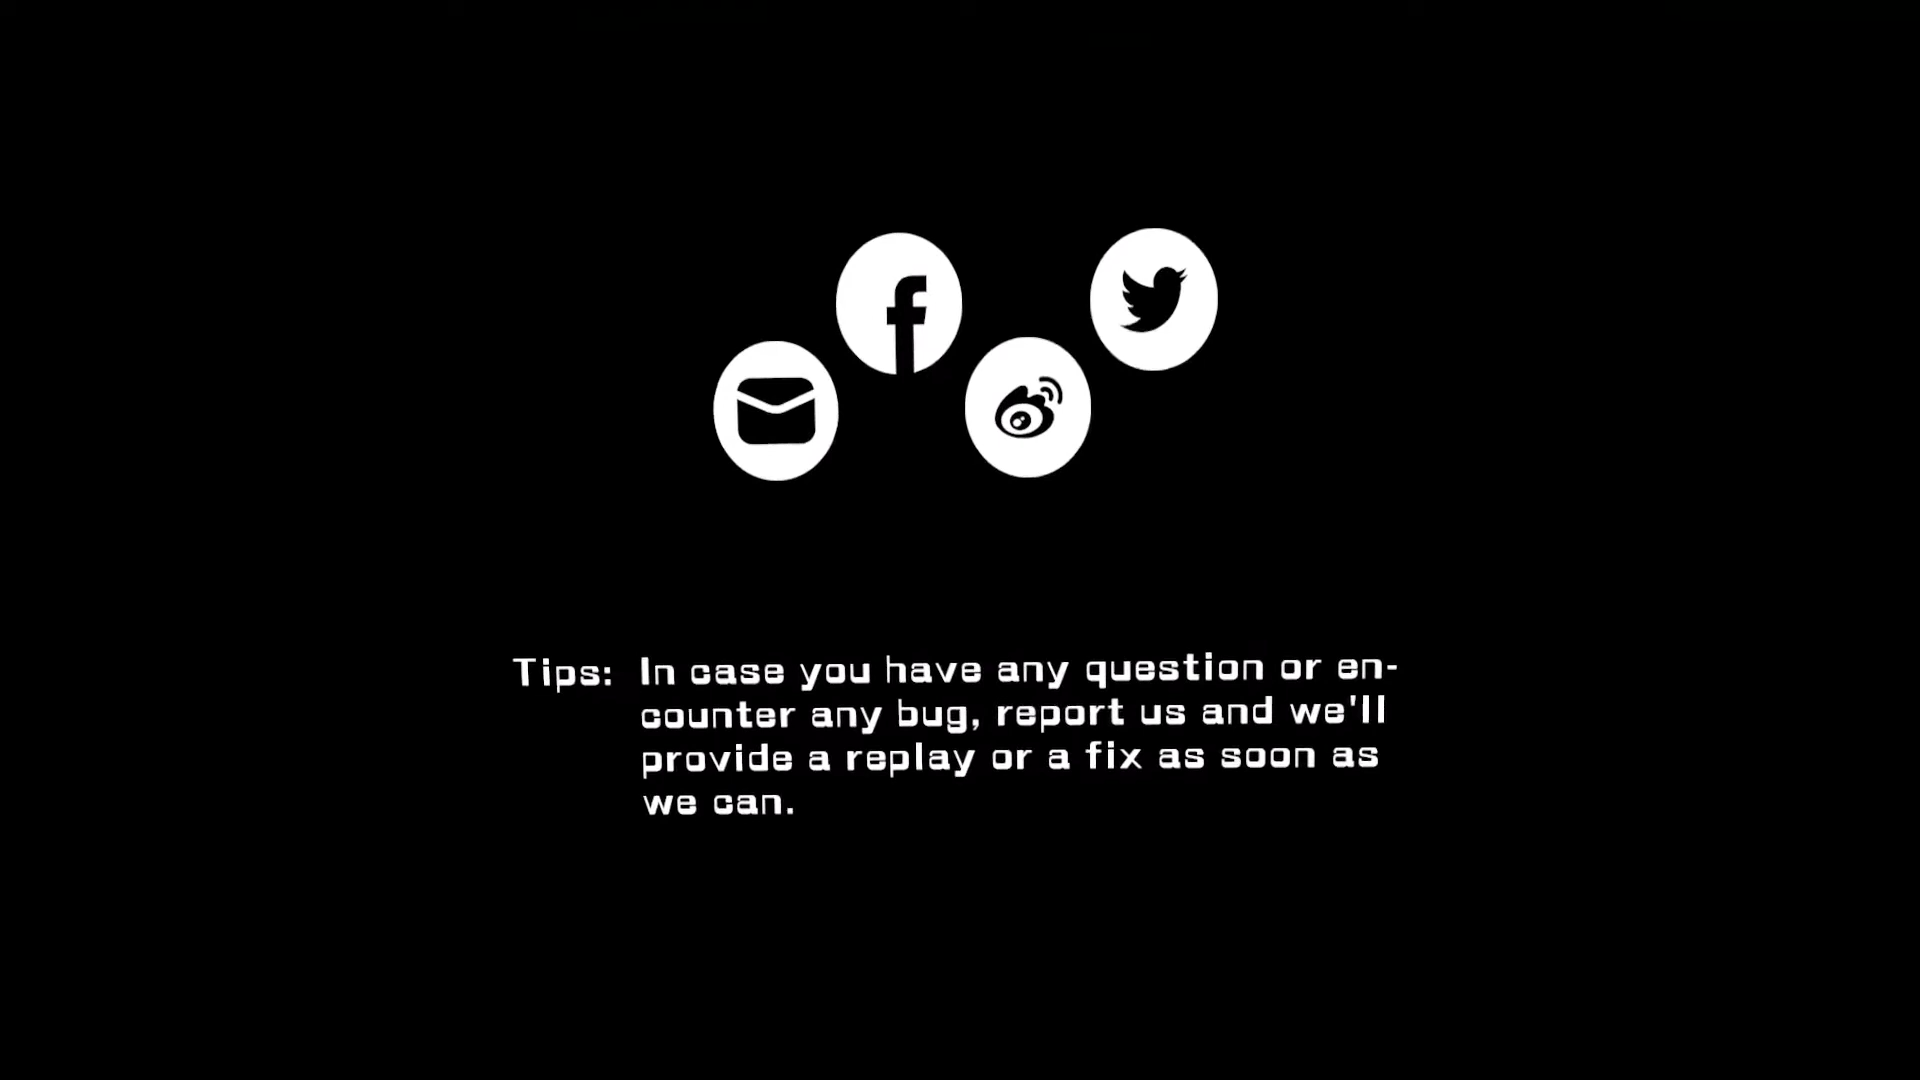 Tips: In case you have any question or en-
counter any bug, report us and we'll
provide a replay or a fix as soon as
we can.